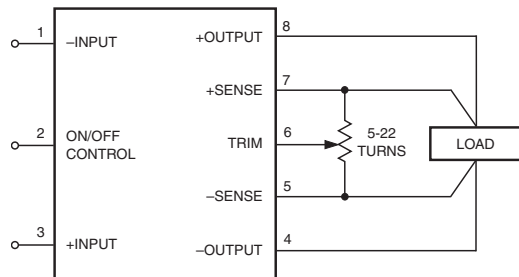 1
–INPUT
+OUTPUT
8
+SENSE
7
2
ON/OFF
CONTROL
TRIM
6
5-22
TURNS
LOAD
–SENSE
5
3
+INPUT
–OUTPUT
4